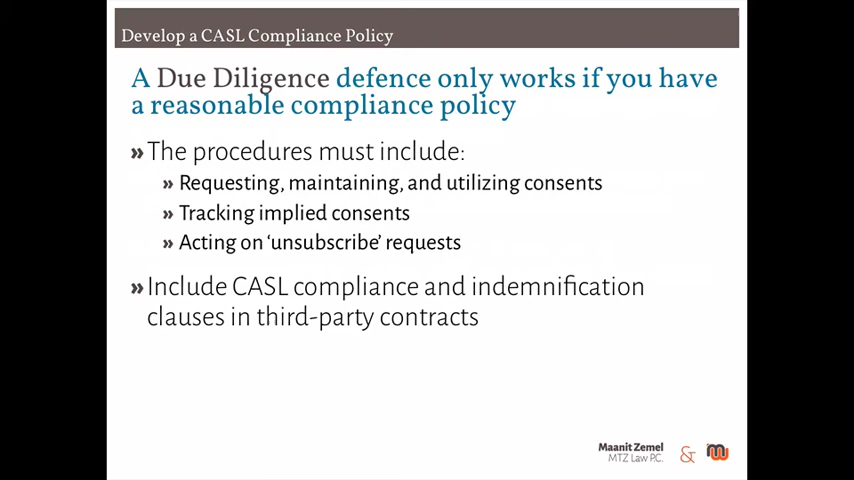 Develop a CASL Compliance Policy
A Due Diligence defence only works if you have
a reasonable compliance policy
» The procedures must include:
» Requesting, maintaining, and utilizing consents
» Tracking implied consents
» Acting on ‘unsubscribe’ requests
» Include CASL compliance and indemnification
clauses in third-party contracts
Maanit Zemel
MTZ Law P.C.
&